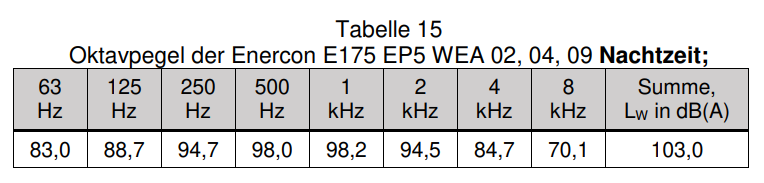 Tabelle 15
Oktavpegel der Enercon E175 EP5 WEA 02, 04, 09 Nachtzeit;
63 Hz 125 Hz 250 Hz 500 Hz 1 kHz 2 kHz 4 kHz 8 kHz Summe, LW in dB(A)
83,0 88,7 94,7 98,0 98,2 94,5 84,7 70,1 103,0